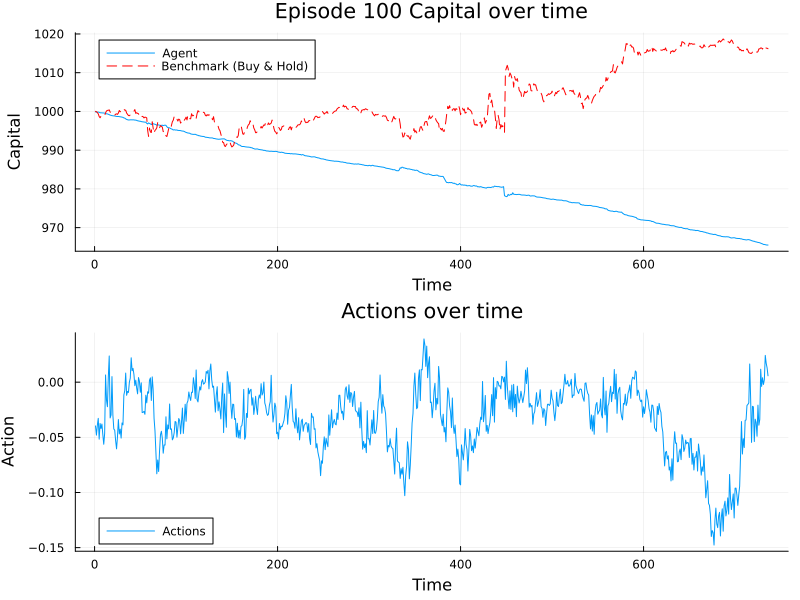 Episode 100 Capital over time
1020
1010
1000
990
980
970
Capital
Agent
Benchmark (Buy & Hold)
0
200
400
600
Time
Actions over time
0.00
−0.05
−0.10
−0.15
Action
Actions
0
200
400
600
Time